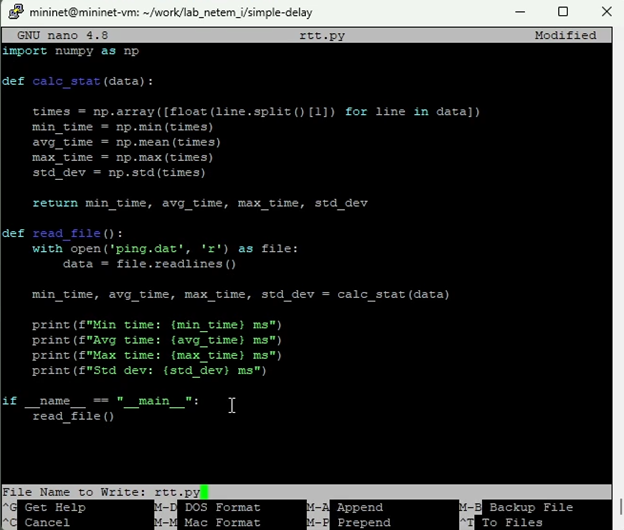 mininet@mininet-vm: ~/work/lab_netem_i/simple-delay
GNU nano 4.8 rtt.py Modified
import numpy as np
def calc_stat(data):
    times = np.array([float(line.split()[1]) for line in data])
    min_time = np.min(times)
    avg_time = np.mean(times)
    max_time = np.max(times)
    std_dev = np.std(times)
    return min_time, avg_time, max_time, std_dev
def read_file():
    with open('ping.dat', 'r') as file:
        data = file.readlines()
    min_time, avg_time, max_time, std_dev = calc_stat(data)
    print(f"Min time: {min_time} ms")
    print(f"Avg time: {avg_time} ms")
    print(f"Max time: {max_time} ms")
    print(f"Std dev: {std_dev} ms")
if __name__ == "__main__":
    read_file()
File Name to Write: rtt.py
^G Get Help M-D DOS Format M-A Append M-B Backup File
^C Cancel M-M Mac Format M-P Prepend ^T To Files